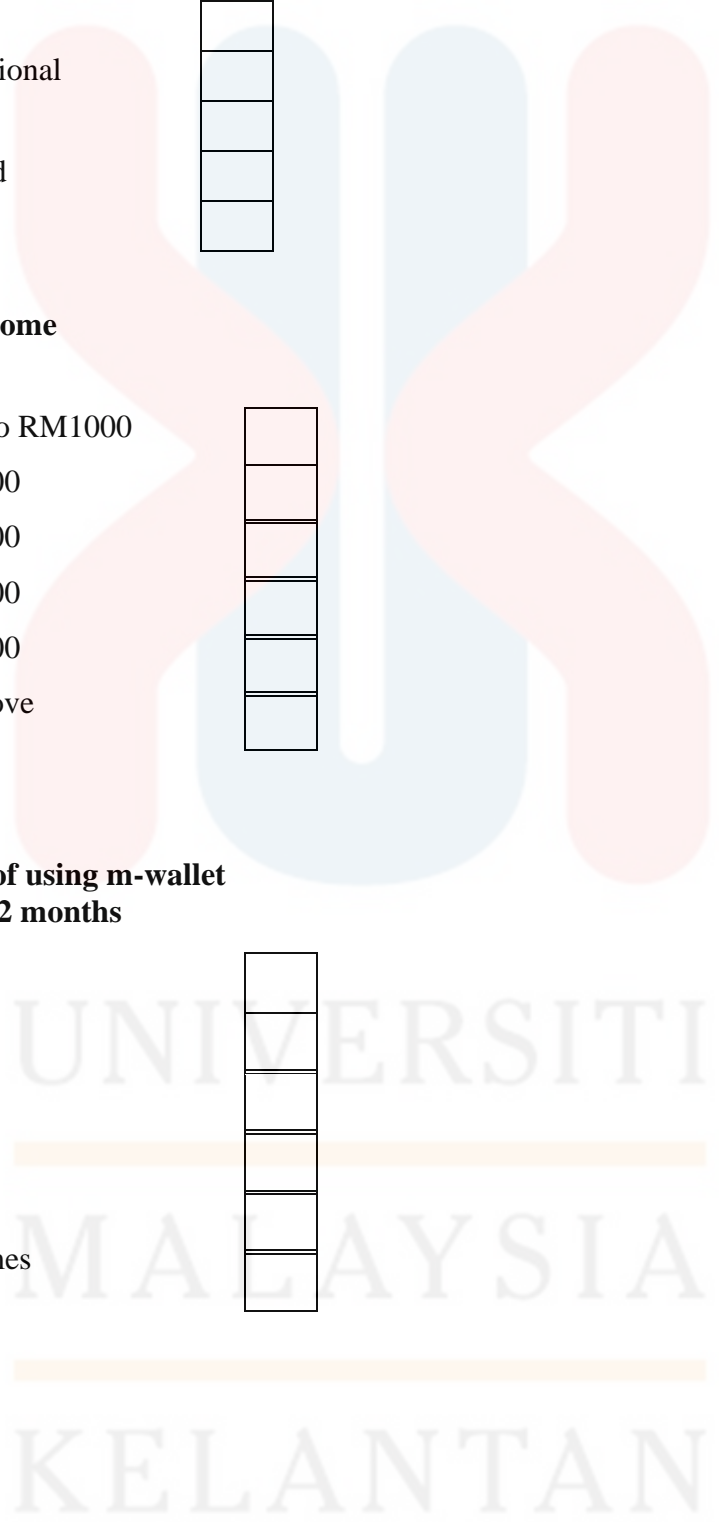 ional
d
ome
o RM1000
00
00
00
00
ove
of using m-wallet
2 months
nes
UNIVERSITI
MALAYSIA
KELANTAN